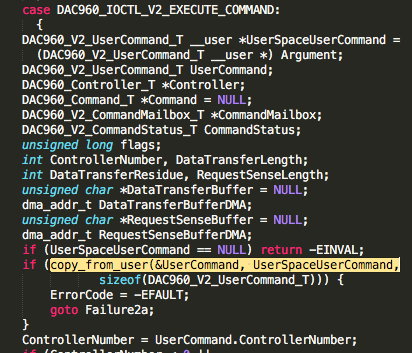 case DAC960_IOCTL_V2_EXECUTE_COMMAND:
{
DAC960_V2_UserCommand_T __user *UserSpaceUserCommand =
(DAC960_V2_UserCommand_T __user *) Argument;
DAC960_V2_UserCommand_T UserCommand;
DAC960_Controller_T *Controller;
DAC960_Command_T *Command = NULL;
DAC960_V2_CommandMailbox_T *CommandMailbox;
DAC960_V2_CommandStatus_T CommandStatus;
unsigned long flags;
int ControllerNumber, DataTransferLength;
int DataTransferResidue, RequestSenseLength;
unsigned char *DataTransferBuffer = NULL;
dma_addr_t DataTransferBufferDMA;
unsigned char *RequestSenseBuffer = NULL;
dma_addr_t RequestSenseBufferDMA;
if (UserSpaceUserCommand == NULL) return -EINVAL;
if (copy_from_user(&UserCommand, UserSpaceUserCommand,
sizeof(DAC960_V2_UserCommand_T))) {
ErrorCode = -EFAULT;
goto Failure2a;
}
ControllerNumber = UserCommand.ControllerNumber;